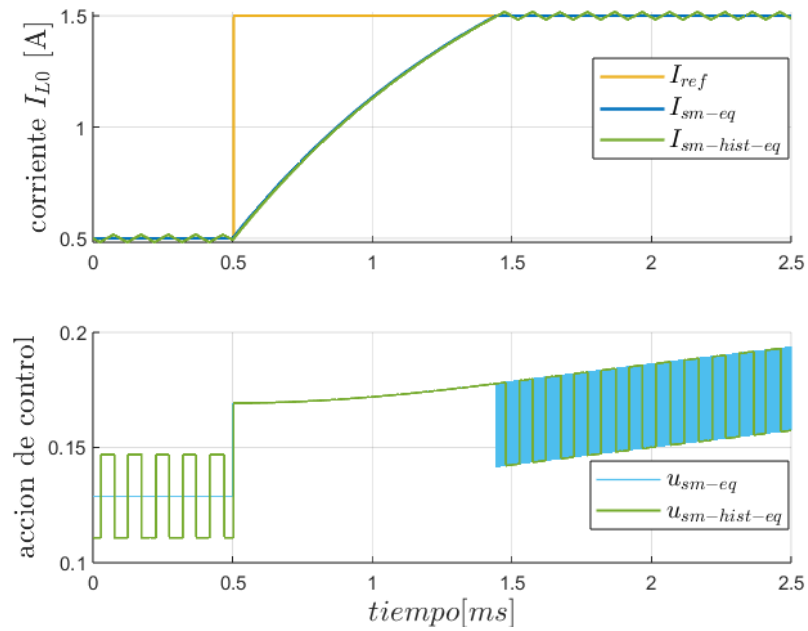 corriente I_{L0} [A]
1.5
1
0.5
I_{ref}
I_{sm-eq}
I_{sm-hist-eq}
0 0.5 1 1.5 2 2.5
accion de control
0.2
0.15
0.1
u_{sm-eq}
u_{sm-hist-eq}
0 0.5 1 1.5 2 2.5
tiempo[ms]